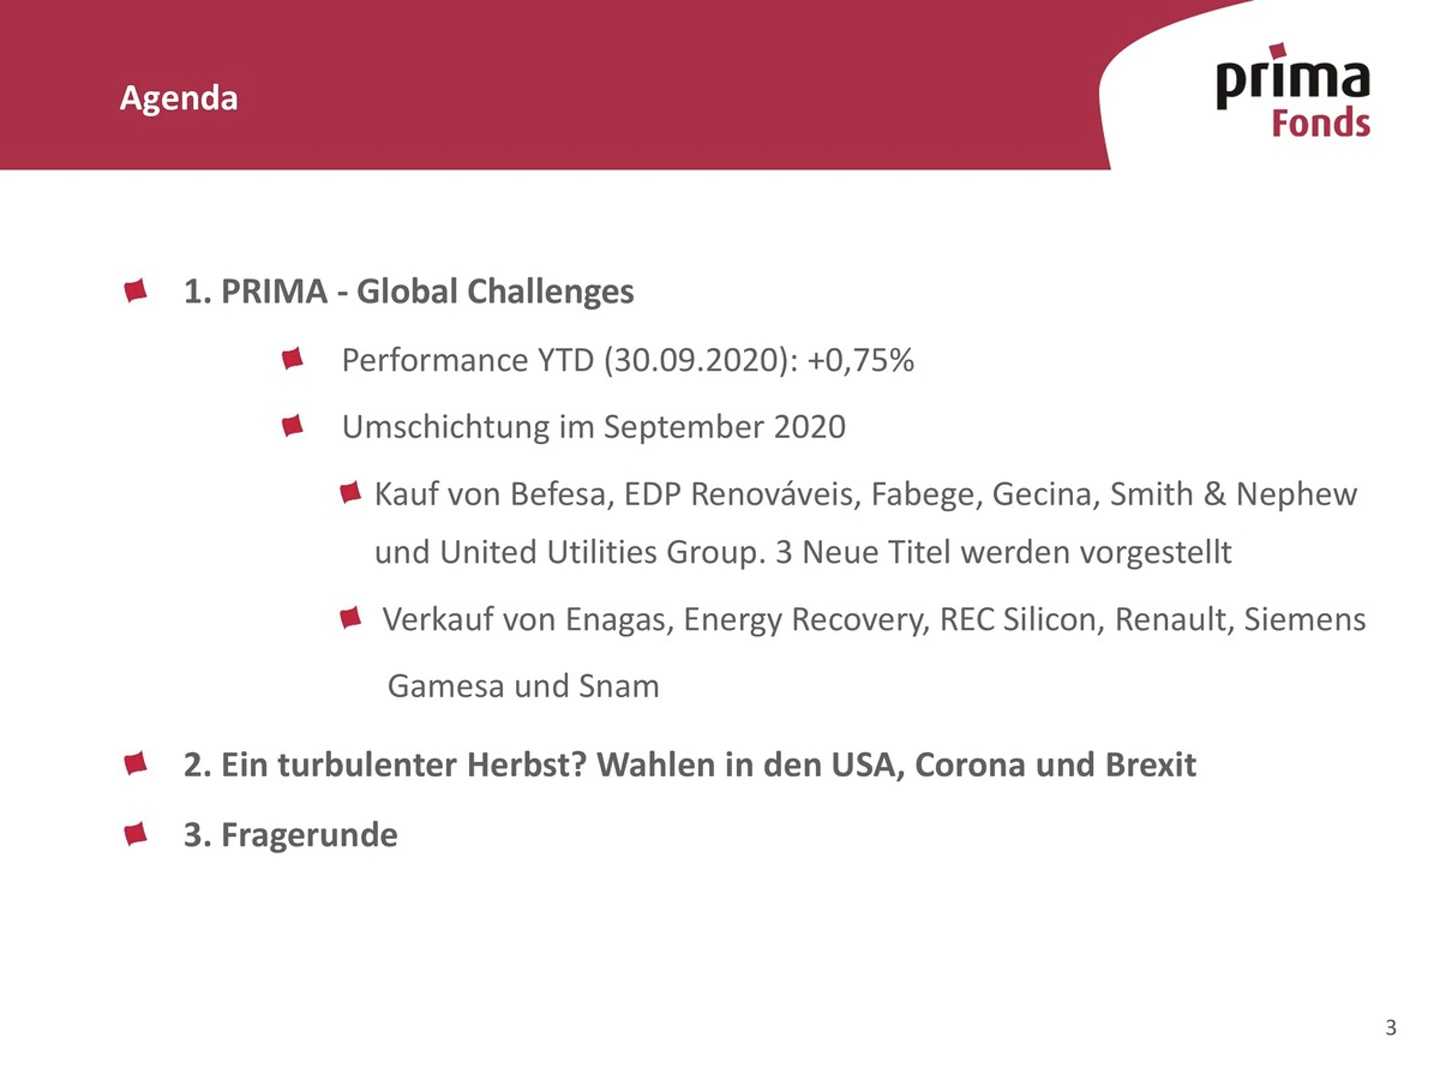 Agenda
prima
Fonds
1. PRIMA - Global Challenges
Performance YTD (30.09.2020): +0,75%
Umschichtung im September 2020
Kauf von Befesa, EDP Renováveis, Fabege, Gecina, Smith & Nephew
und United Utilities Group. 3 Neue Titel werden vorgestellt
Verkauf von Enagas, Energy Recovery, REC Silicon, Renault, Siemens
Gamesa und Snam
2. Ein turbulenter Herbst? Wahlen in den USA, Corona und Brexit
3. Fragerunde
3